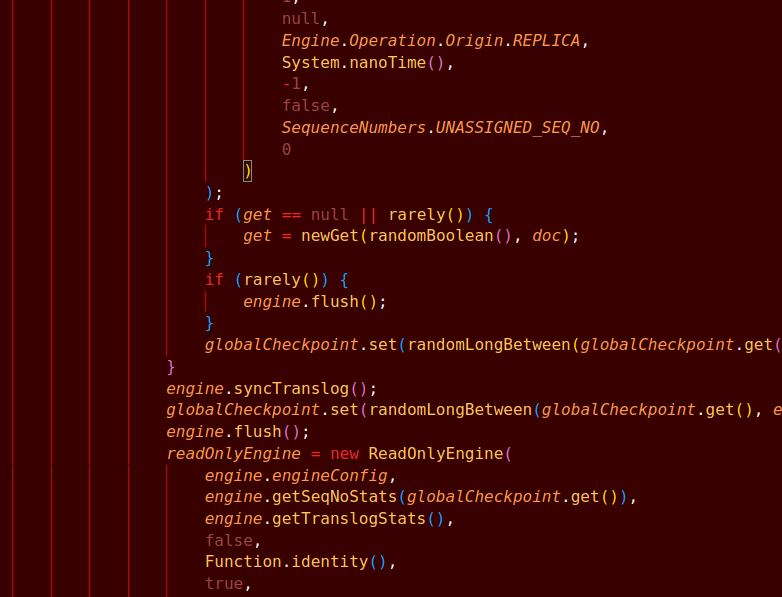 null,
Engine.Operation.Origin.REPLICA,
System.nanoTime(),
-1,
false,
SequenceNumbers.UNASSIGNED_SEQ_NO,
0
)
);
if (get == null || rarely()) {
get = newGet(randomBoolean(), doc);
}
if (rarely()) {
engine.flush();
}
globalCheckpoint.set(randomLongBetween(globalCheckpoint.get(
}
engine.syncTranslog();
globalCheckpoint.set(randomLongBetween(globalCheckpoint.get(), e
engine.flush();
readOnlyEngine = new ReadOnlyEngine(
engine.engineConfig,
engine.getSeqNoStats(globalCheckpoint.get()),
engine.getTranslogStats(),
false,
Function.identity(),
true,